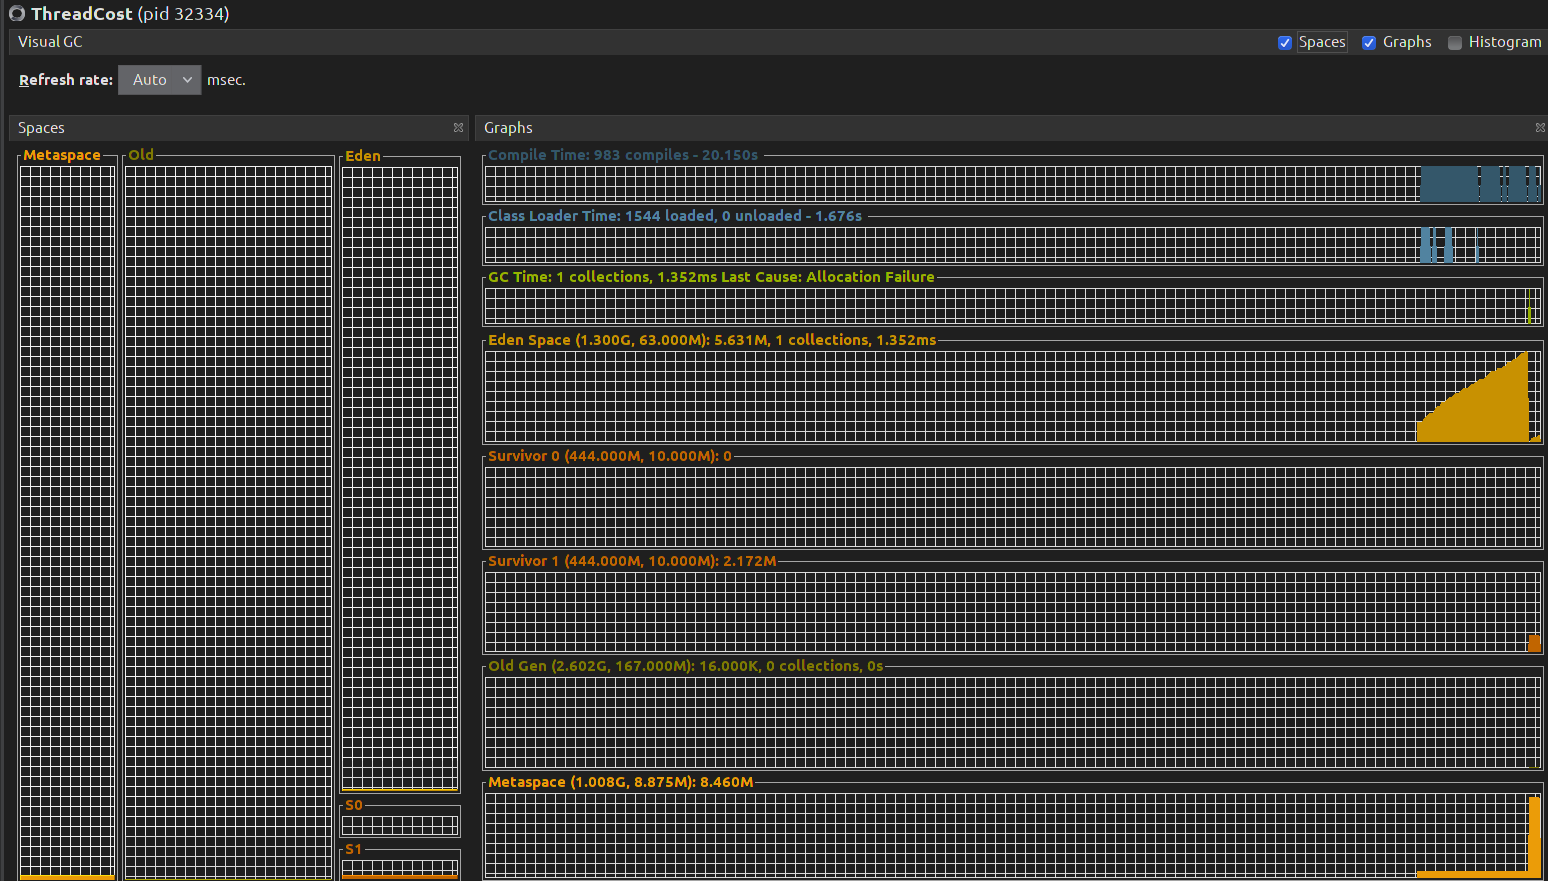 ThreadCost (pid 32334)
Visual GC
Spaces Graphs Histogram
Refresh rate: Auto msec.
Spaces
Metaspace Old Eden
S0
S1
Graphs
Compile Time: 983 compiles - 20.150s
Class Loader Time: 1544 loaded, 0 unloaded - 1.676s
GC Time: 1 collections, 1.352ms Last Cause: Allocation Failure
Eden Space (1.300G, 63.000M): 5.631M, 1 collections, 1.352ms
Survivor 0 (444.000M, 10.000M): 0
Survivor 1 (444.000M, 10.000M): 2.172M
Old Gen (2.602G, 167.000M): 16.000K, 0 collections, 0s
Metaspace (1.008G, 8.875M): 8.460M